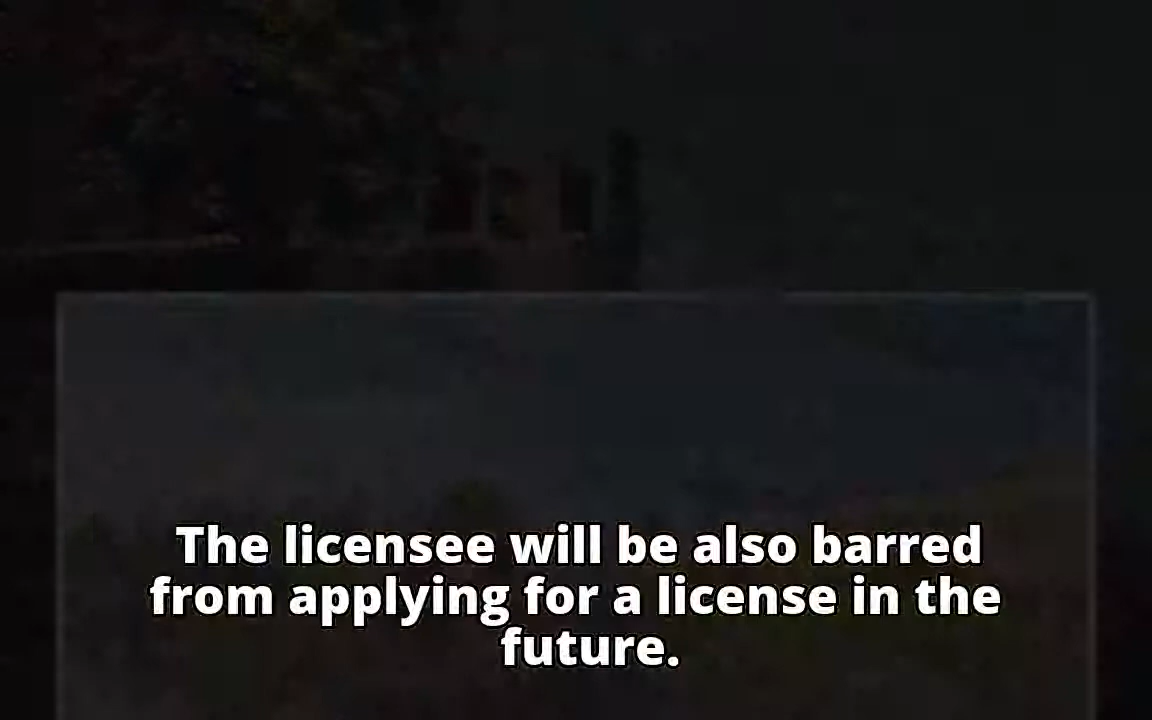 The licensee will be also barred
from applying for a license in the
future.